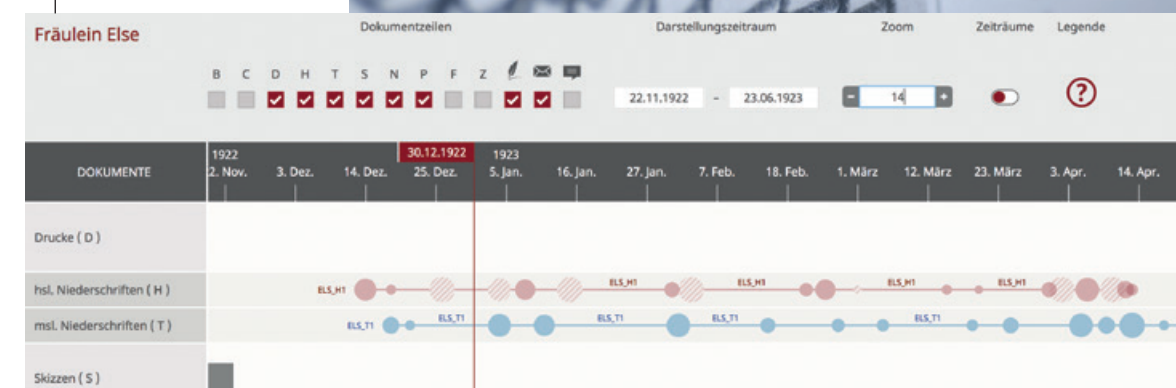 Fräulein Else
Dokumentzeilen
Darstellungszeitraum
Zoom
Zeiträume
Legende
B C D H T S N P F Z
22.11.1922 - 23.06.1923
- 14 +
?
1922 30.12.1922 1923
DOKUMENTE
2. Nov. 3. Dez. 14. Dez. 25. Dez. 5. Jan. 16. Jan. 27. Jan. 7. Feb. 18. Feb. 1. März 12. März 23. März 3. Apr. 14. Apr.
Drucke ( D )
hsl. Niederschriften ( H )
ELS_H1 ELS_H1 ELS_H1 ELS_H1 ELS_H1
msl. Niederschriften ( T )
ELS_T1 ELS_T1 ELS_T1 ELS_T1 ELS_T1
Skizzen ( S )